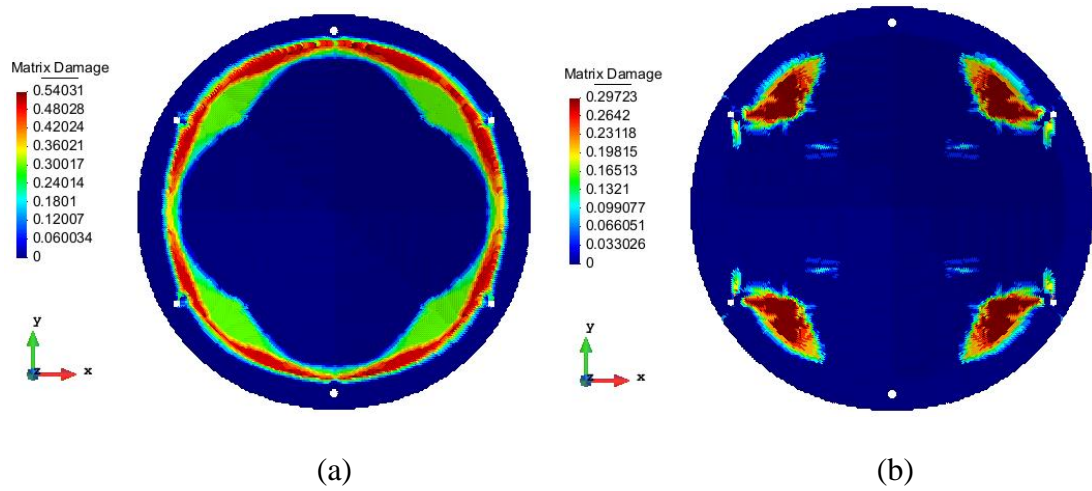 Matrix Damage
0.54031
0.48028
0.42024
0.36021
0.30017
0.24014
0.1801
0.12007
0.060034
0
y
z
x
(a)
Matrix Damage
0.29723
0.2642
0.23118
0.19815
0.16513
0.1321
0.099077
0.066051
0.033026
0
y
z
x
(b)